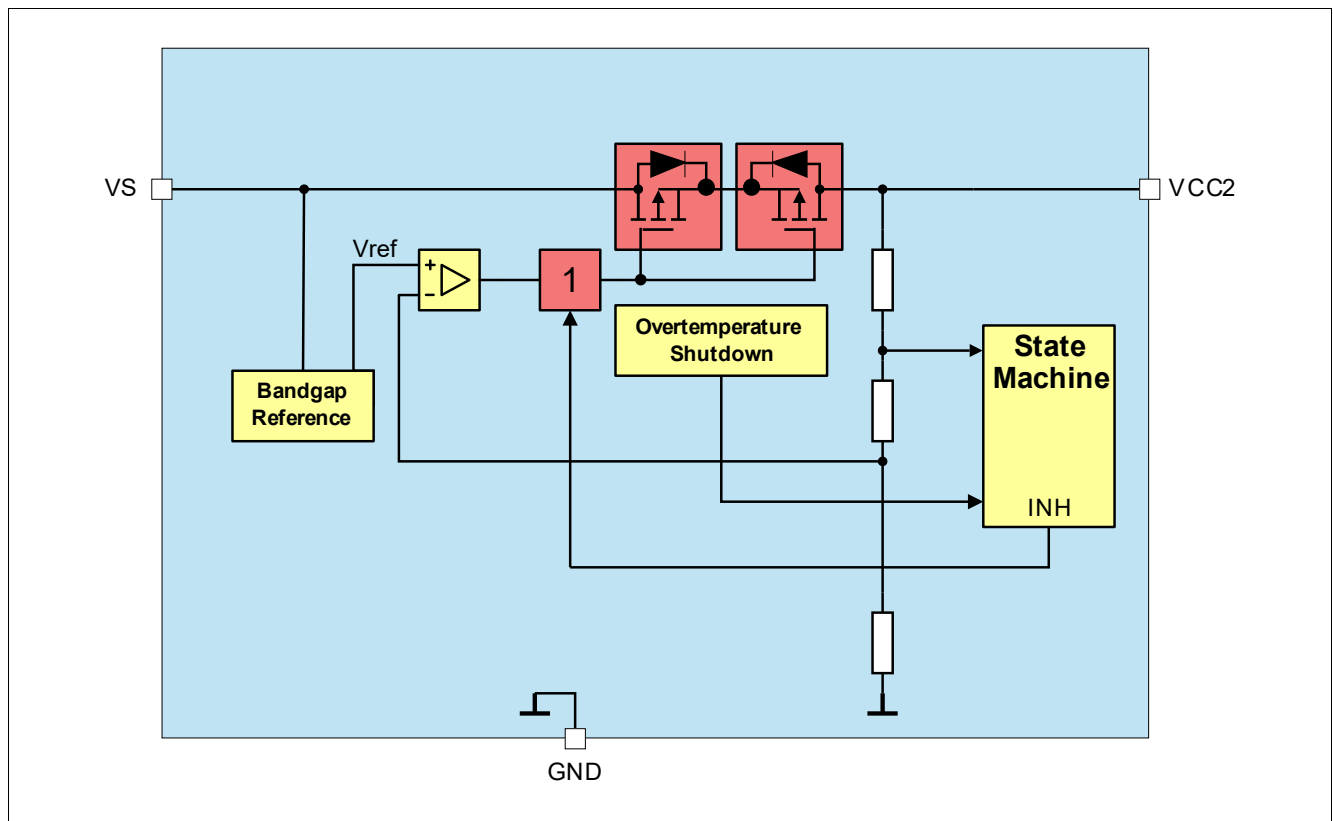 VS
VCC2
Vref
+
-
1
Overtemperature
Shutdown
State
Machine
Bandgap
Reference
INH
GND